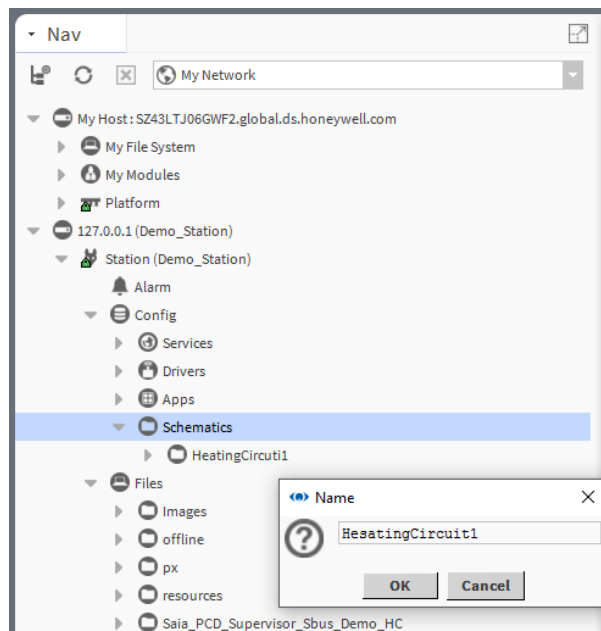 Nav
My Network
My Host : SZ43LTJ06GWF2.global.ds.honeywell.com
My File System
My Modules
Platform
127.0.0.1 (Demo_Station)
Station (Demo_Station)
Alarm
Config
Services
Drivers
Apps
Schematics
HeatingCircuti1
Files
Images
offline
px
resources
Saia_PCD_Supervisor_Sbus_Demo_HC
Name
HesatingCircuit1
OK Cancel